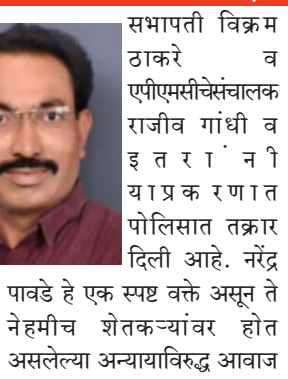 सभापती विक्रम
ठाकरे व
एपीएमसीचेसंचालक
राजीव गांधी व
इतरांनी
याप्रकरणात
पोलिसात तक्रार
दिली आहे. नरेंद्र
पावडे हे एक स्पष्ट वक्ते असून ते
नेहमीच शेतकऱ्यांवर होत
असलेल्या अन्यायाविरुद्ध आवाज